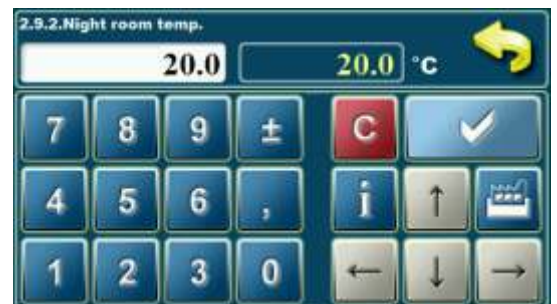 2.9.2.Night room temp.
20.0 20.0 °C
7 8 9 ± C
4 5 6 , i ↑
1 2 3 0 ← ↓ →